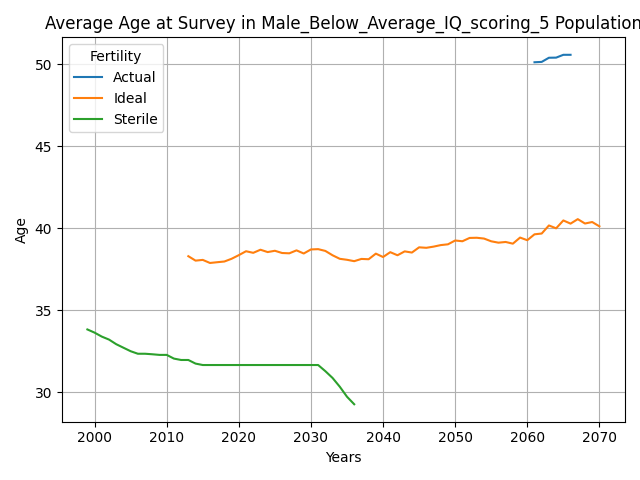 Average Age at Survey in Male_Below_Average_IQ_scoring_5 Population
Fertility
Actual
Ideal
Sterile
Age
50
45
40
35
30
2000
2010
2020
2030
2040
2050
2060
2070
Years